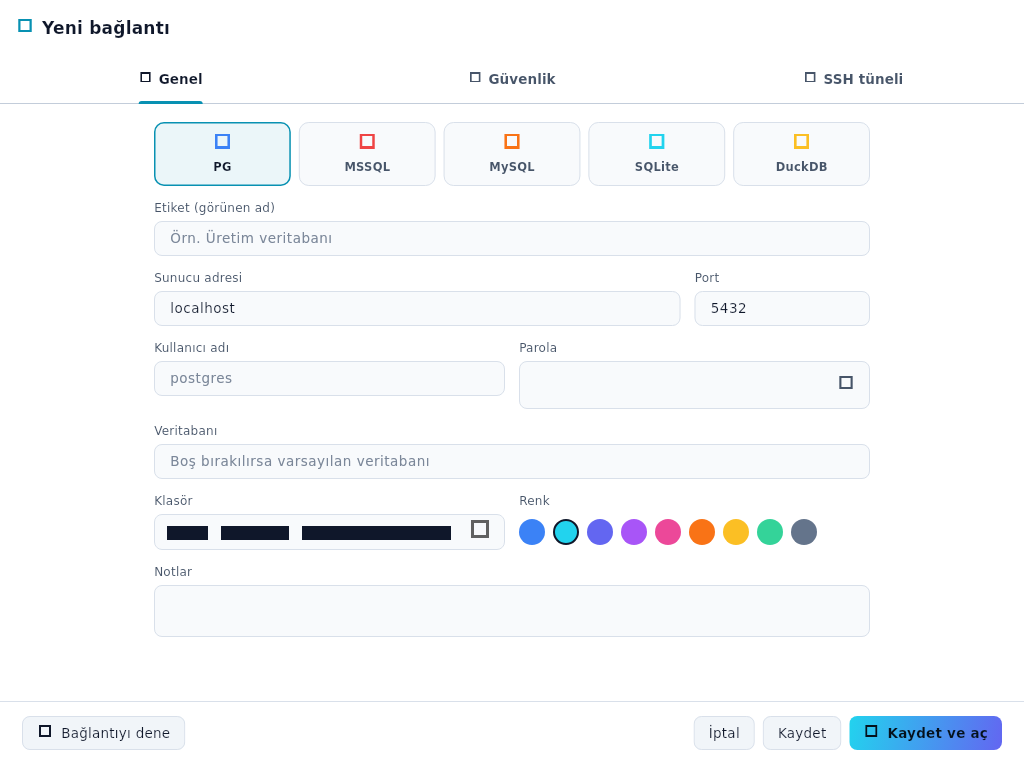 Yeni bağlantı
Genel
Güvenlik
SSH tüneli
PG
MSSQL
MySQL
SQLite
DuckDB
Etiket (görünen ad)
Örn. Üretim veritabanı
Sunucu adresi
Port
localhost
5432
Kullanıcı adı
Parola
postgres
Veritabanı
Boş bırakılırsa varsayılan veritabanı
Klasör
Renk
Notlar
Bağlantıyı dene
İptal
Kaydet
Kaydet ve aç